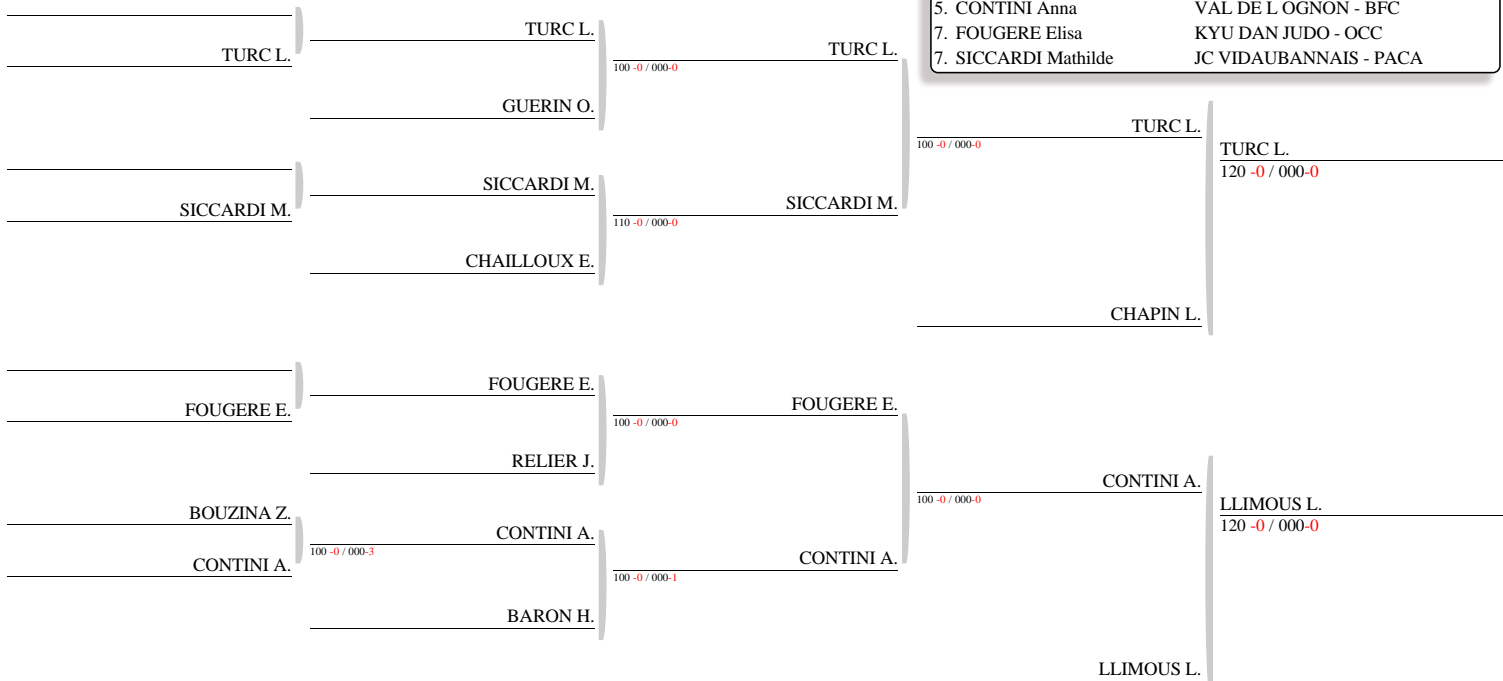 5. CONTINI Anna VAL DE L OGNON - BFC
7. FOUGERE Elisa KYU DAN JUDO - OCC
7. SICCARDI Mathilde JC VIDAUBANNAIS - PACA
TURC L.
TURC L.
100 -0 / 000-0
TURC L.
GUERIN O.
100 -0 / 000-0
TURC L.
TURC L.
120 -0 / 000-0
SICCARDI M.
SICCARDI M.
110 -0 / 000-0
SICCARDI M.
CHAILLOUX E.
CHAPIN L.
FOUGERE E.
FOUGERE E.
100 -0 / 000-0
FOUGERE E.
RELIER J.
100 -0 / 000-0
CONTINI A.
LLIMOUS L.
120 -0 / 000-0
BOUZINA Z.
100 -0 / 000-3
CONTINI A.
CONTINI A.
100 -0 / 000-1
CONTINI A.
BARON H.
LLIMOUS L.